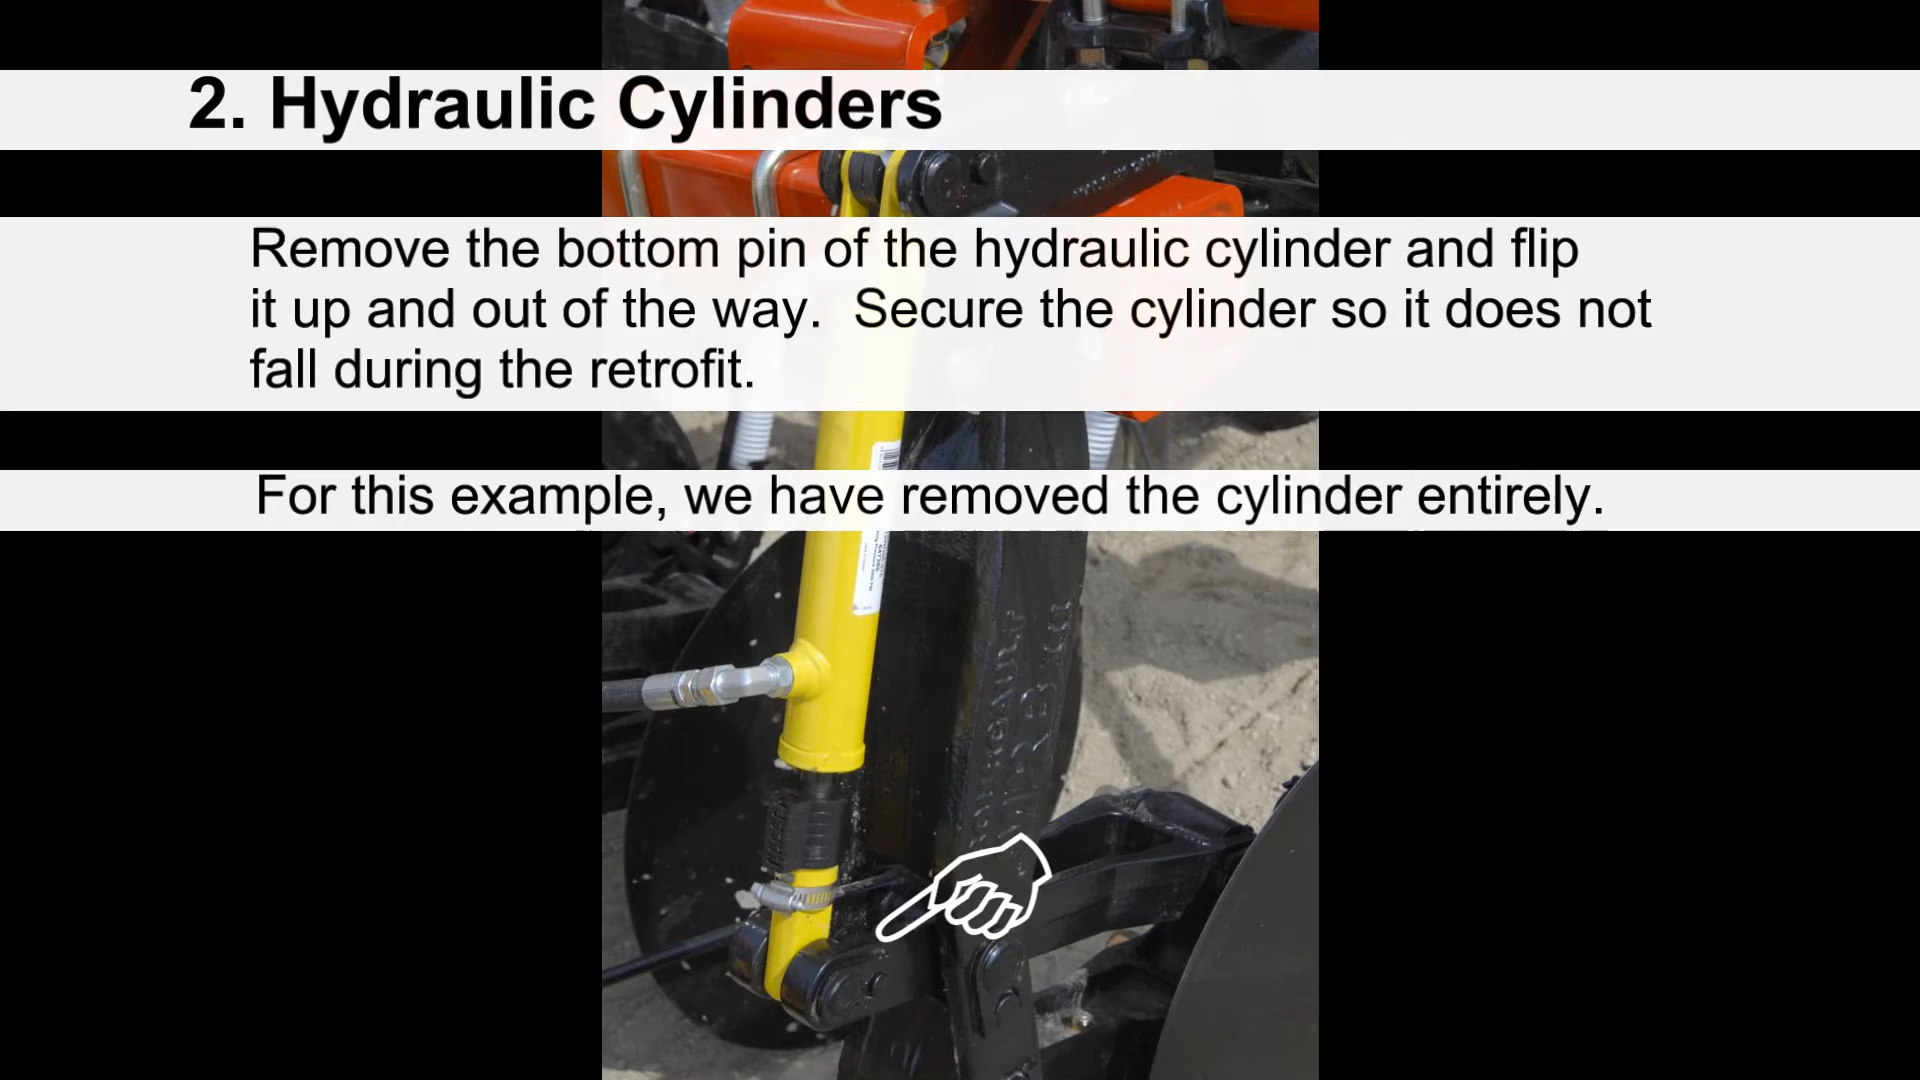 2. Hydraulic Cylinders
Remove the bottom pin of the hydraulic cylinder and flip
it up and out of the way.  Secure the cylinder so it does not
fall during the retrofit.
For this example, we have removed the cylinder entirely.